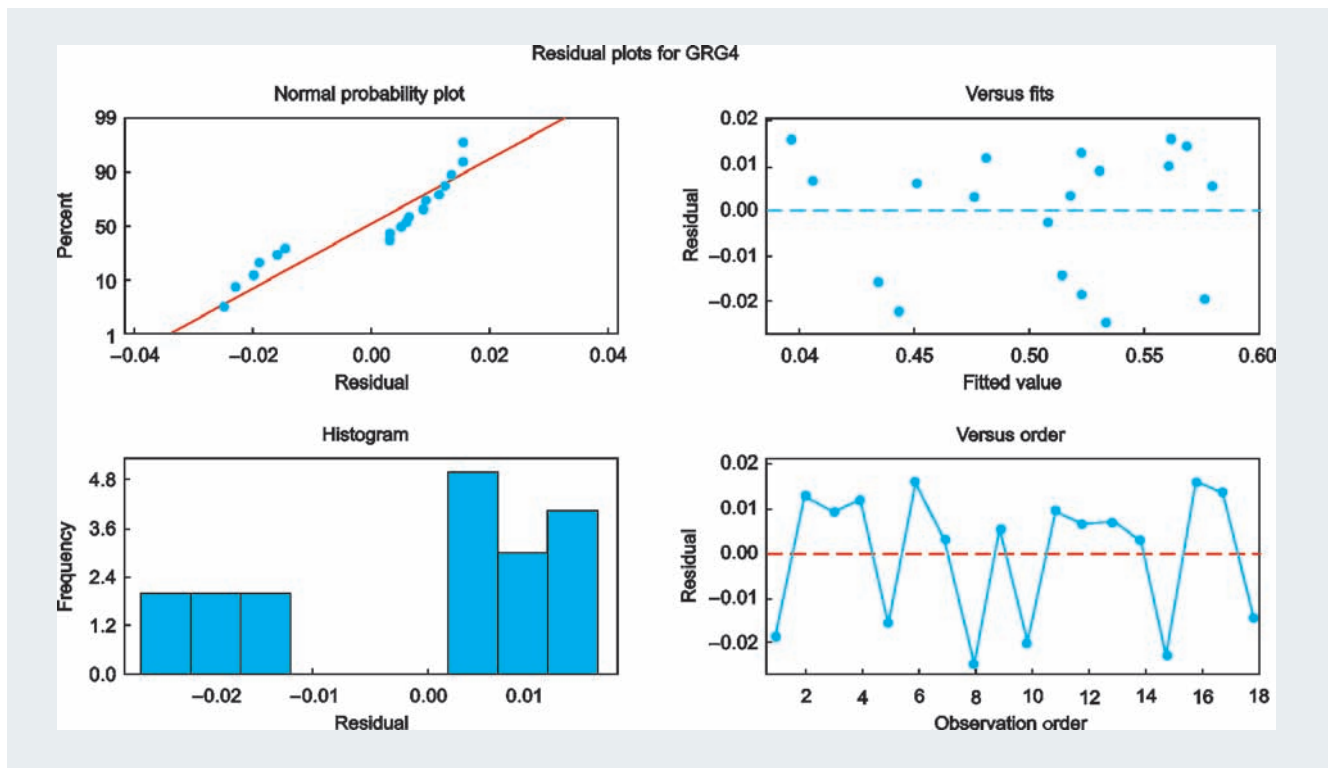 Residual plots for GRG4
Normal probability plot
99
90
50
10
1
Percent
−0.04 −0.02 0.00 0.02 0.04
Residual
Versus fits
0.02
0.01
0.00
−0.01
−0.02
Residual
0.04 0.45 0.50 0.55 0.60
Fitted value
Histogram
4.8
3.6
2.4
1.2
0.0
Frequency
−0.02 −0.01 0.00 0.01
Residual
Versus order
0.02
0.01
0.00
−0.01
−0.02
Residual
2 4 6 8 10 12 14 16 18
Observation order